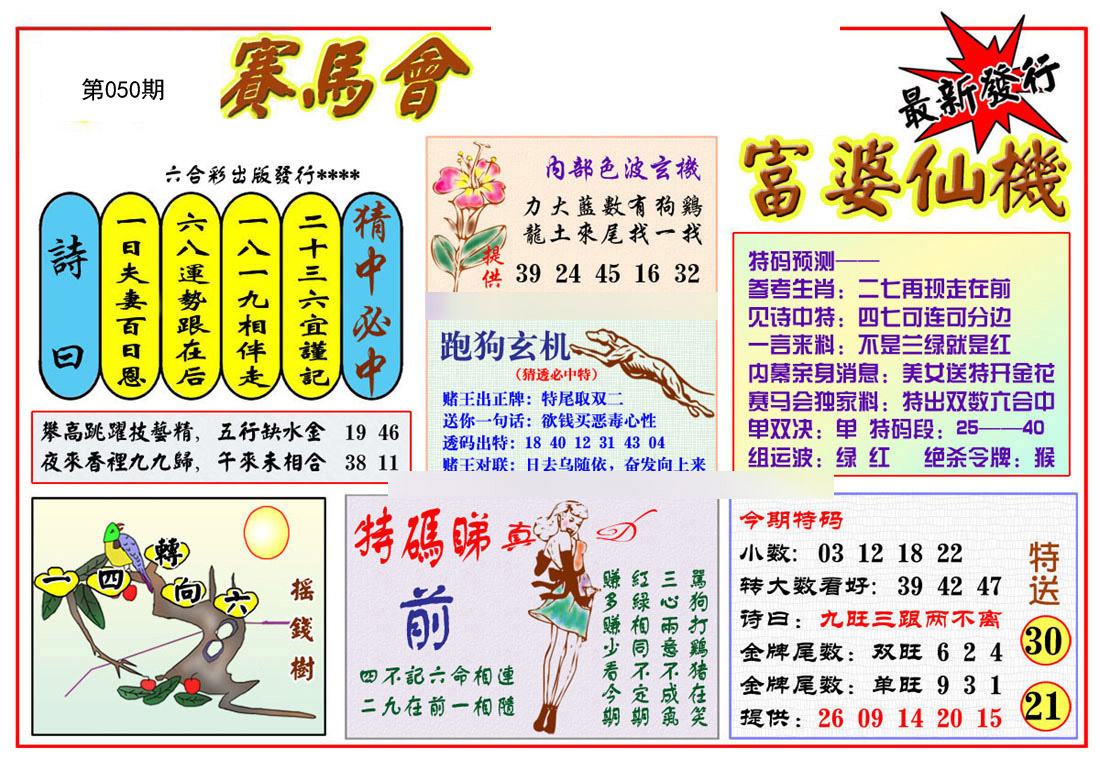 第050期
賽馬會
最新發行
富婆仙機
六合彩出版發行****
詩曰
一日夫妻百日恩
六八運勢跟在后
一八一九相伴走
二十三六宜謹記
猜中必中
攀高跳躍技藝精，五行缺水金 19 46
夜來香裡九九歸，午來未相合 38 11
内部色波玄機
力大藍數有狗鷄
龍土來尾找一找
提供
39 24 45 16 32
跑狗玄机
（猜透必中特）
赌王出正牌：特尾取双二
送你一句话：欲钱买恶毒心性
透码出特：18 40 12 31 43 04
赌王对联：日去乌随依，奋发向上来
特码预测——
参考生肖：二七再现走在前
见诗中特：四七可连可分边
一言来料：不是兰绿就是红
内幕亲身消息：美女送特开金花
赛马会独家料：特出双数六合中
单双决：单 特码段：25——40
组运波：绿 红 绝杀令牌：猴
一四轉向六
摇錢樹
特碼睇真
前
四不記六命相連
二九在前一相隨
罵狗打鷄猪在笑
三心兩意不成禹
紅綠相同不定期
賺多賺少看今期
今期特码
小数：03 12 18 22
转大数看好：39 42 47
诗曰：九旺三跟两不离
金牌尾数：双旺 6 2 4
金牌尾数：单旺 9 3 1
提供：26 09 14 20 15
特送
30
21